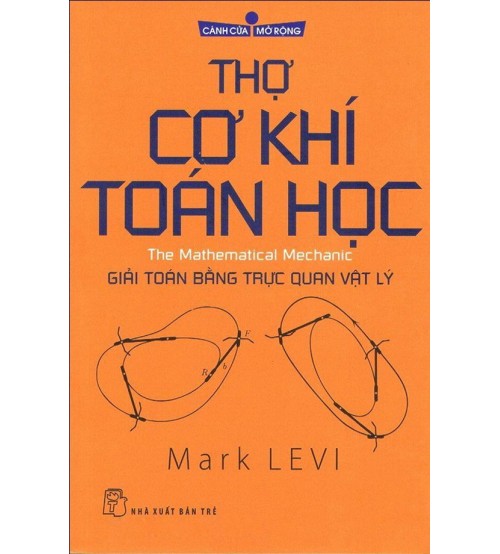 CÁNH CỬA MỞ RỘNG
THỢ
CƠ KHÍ
TOÁN HỌC
The Mathematical Mechanic
GIẢI TOÁN BẰNG TRỰC QUAN VẬT LÝ
F
R b
Mark LEVI
NHÀ XUẤT BẢN TRẺ